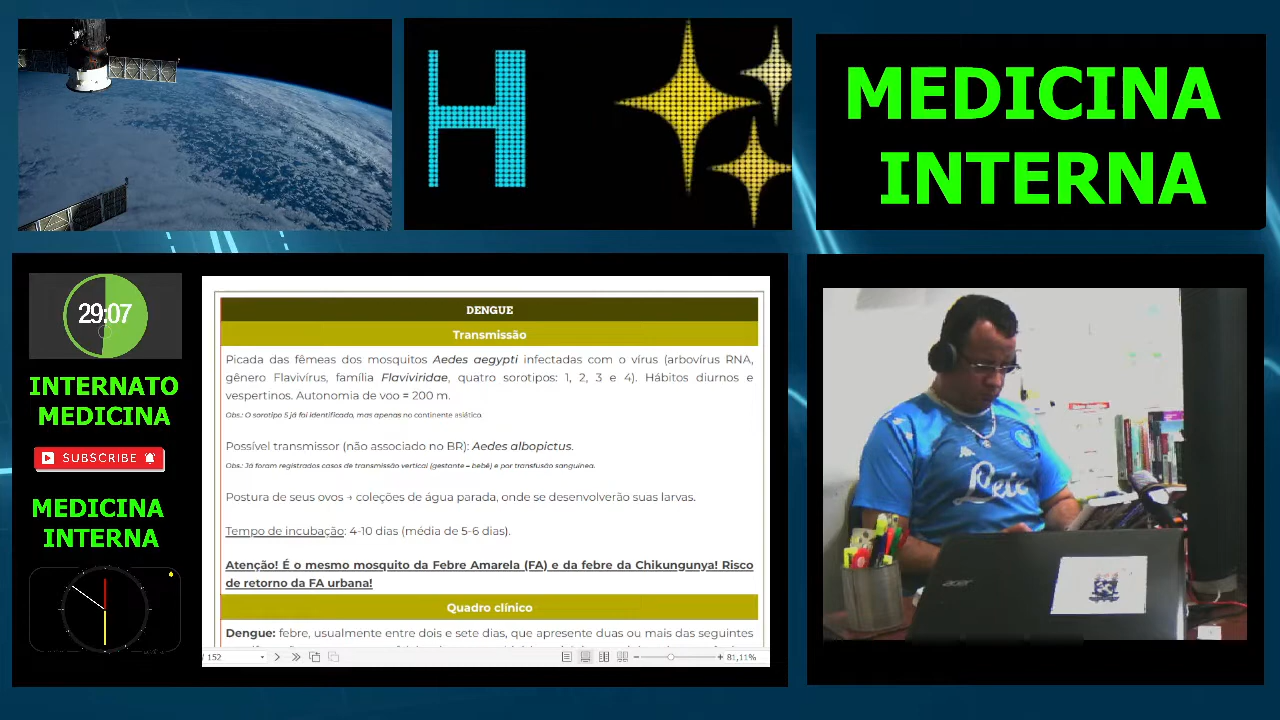 H
MEDICINA
INTERNA
29:07
INTERNATO
MEDICINA
SUBSCRIBE
MEDICINA
INTERNA
DENGUE
Transmissão
Picada das fêmeas dos mosquitos Aedes aegypti infectadas com o vírus (arbovírus RNA,
gênero Flavivírus, família Flaviviridae, quatro sorotipos: 1, 2, 3 e 4). Hábitos diurnos e
vespertinos. Autonomia de voo = 200 m.
Obs.: O sorotipo 5 já foi identificado, mas apenas no continente asiático.
Possível transmissor (não associado no BR): Aedes albopictus.
Obs.: Já foram registrados casos de transmissão vertical (gestante – bebê) e por transfusão sanguínea.
Postura de seus ovos → coleções de água parada, onde se desenvolverão suas larvas.
Tempo de incubação: 4-10 dias (média de 5-6 dias).
Atenção! É o mesmo mosquito da Febre Amarela (FA) e da febre da Chikungunya! Risco
de retorno da FA urbana!
Quadro clínico
Dengue: febre, usualmente entre dois e sete dias, que apresente duas ou mais das seguintes
/ 152
81,11%
Lete
acer